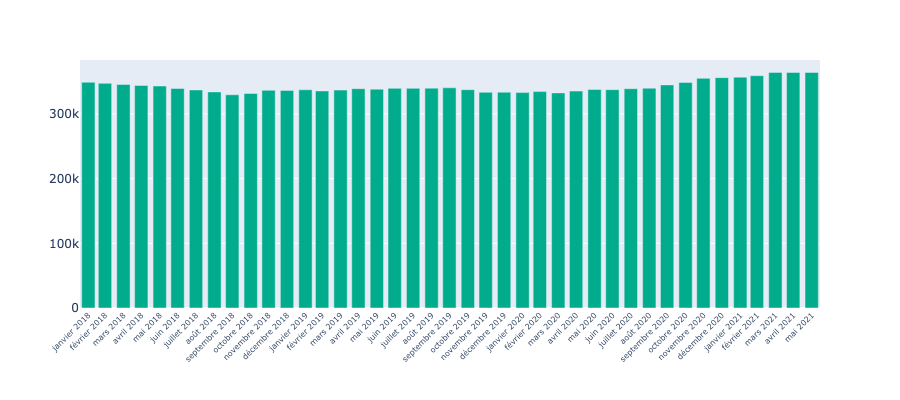 300k
200k
100k
0
janvier 2018
février 2018
mars 2018
avril 2018
mai 2018
juin 2018
juillet 2018
août 2018
septembre 2018
octobre 2018
novembre 2018
décembre 2018
janvier 2019
février 2019
mars 2019
avril 2019
mai 2019
juin 2019
juillet 2019
août 2019
septembre 2019
octobre 2019
novembre 2019
décembre 2019
janvier 2020
février 2020
mars 2020
avril 2020
mai 2020
juin 2020
juillet 2020
août 2020
septembre 2020
octobre 2020
novembre 2020
décembre 2020
janvier 2021
février 2021
mars 2021
avril 2021
mai 2021